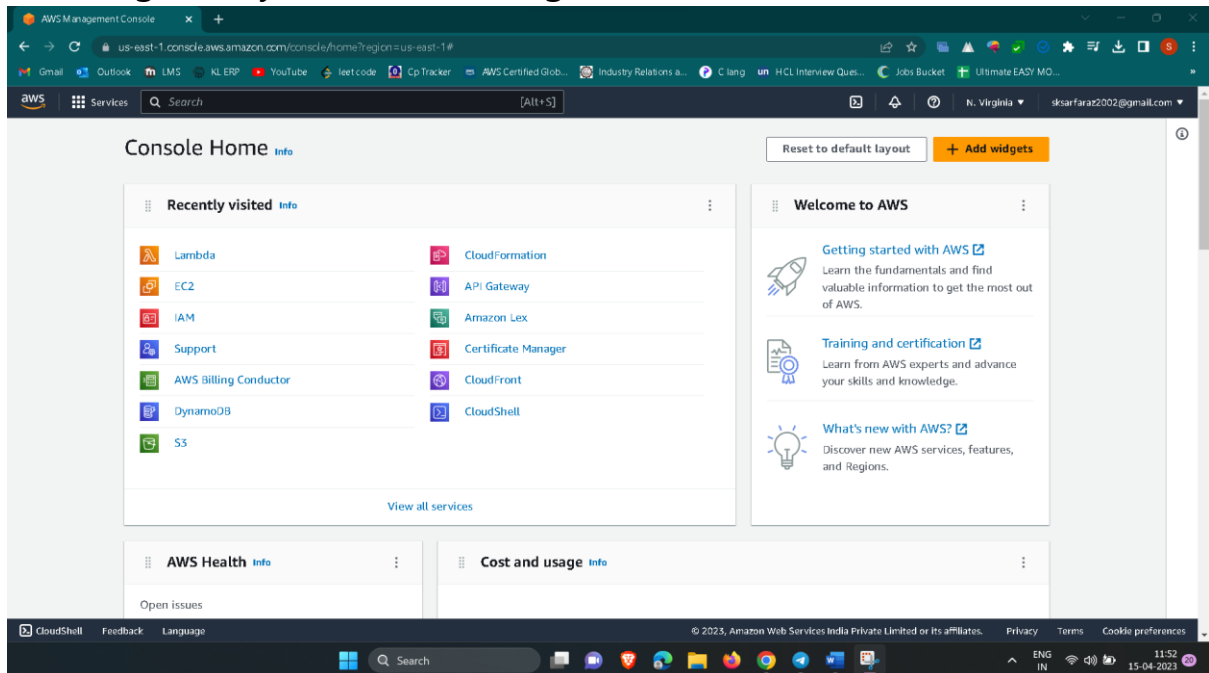 AWS Management Console
us-east-1.console.aws.amazon.com/console/home?region=us-east-1#
S
Gmail Outlook LMS KL ERP YouTube leetcode Cp Tracker AWS Certified Glob... Industry Relations a... C lang un HCL Interview Ques... Jobs Bucket Ultimate EASY MO... »
aws Services Search [Alt+S] N. Virginia ▼ sksarfaraz2002@gmail.com ▼
Console Home Info Reset to default layout + Add widgets
Recently visited Info
Lambda
EC2
IAM
Support
AWS Billing Conductor
DynamoDB
S3
CloudFormation
API Gateway
Amazon Lex
Certificate Manager
CloudFront
CloudShell
View all services
Welcome to AWS
Getting started with AWS
Learn the fundamentals and find
valuable information to get the most out
of AWS.
Training and certification
Learn from AWS experts and advance
your skills and knowledge.
What's new with AWS?
Discover new AWS services, features,
and Regions.
AWS Health Info
Open issues
Cost and usage Info
CloudShell Feedback Language © 2023, Amazon Web Services India Private Limited or its affiliates. Privacy Terms Cookie preferences
Search
ENG
IN
11:52
15-04-2023
20